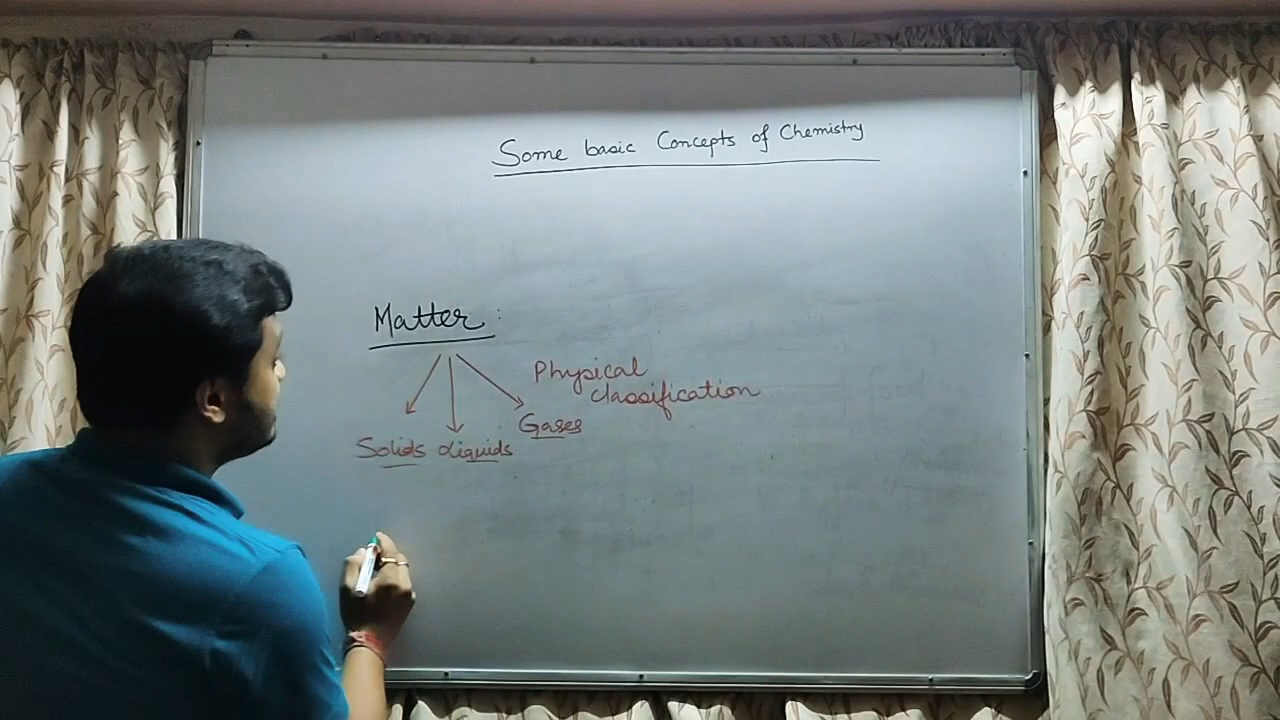 Some basic Concepts of Chemistry
Matter :
Physical
classification
Gases
Solids Liquids